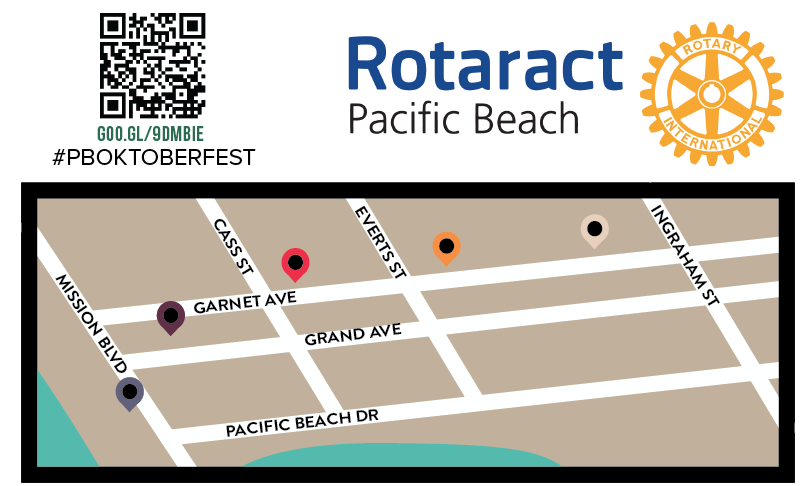 GOO.GL/9DMBIE
#PBOKTOBERFEST
Rotaract
Pacific Beach
ROTARY
INTERNATIONAL
CASS ST
EVERTS ST
INGRAHAM ST
MISSION BLVD
GARNET AVE
GRAND AVE
PACIFIC BEACH DR